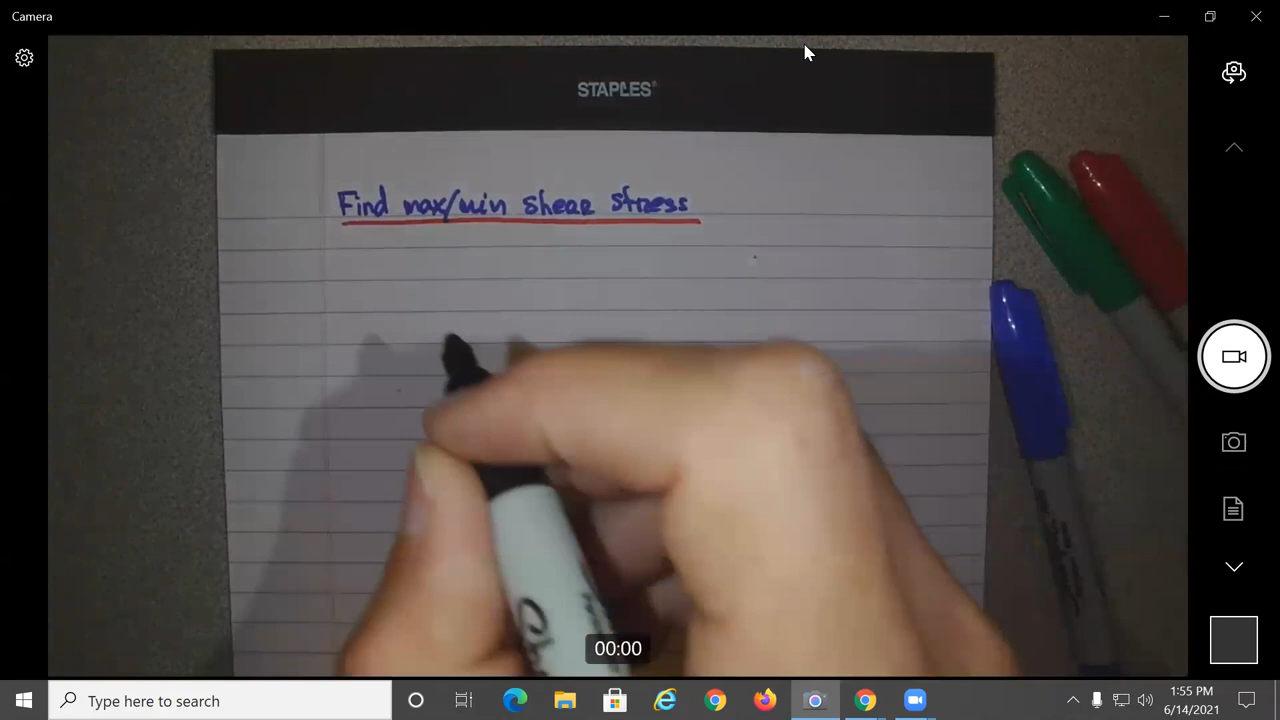 Camera
STAPLES
Find max/min shear stress
00:00
Type here to search
1:55 PM
6/14/2021